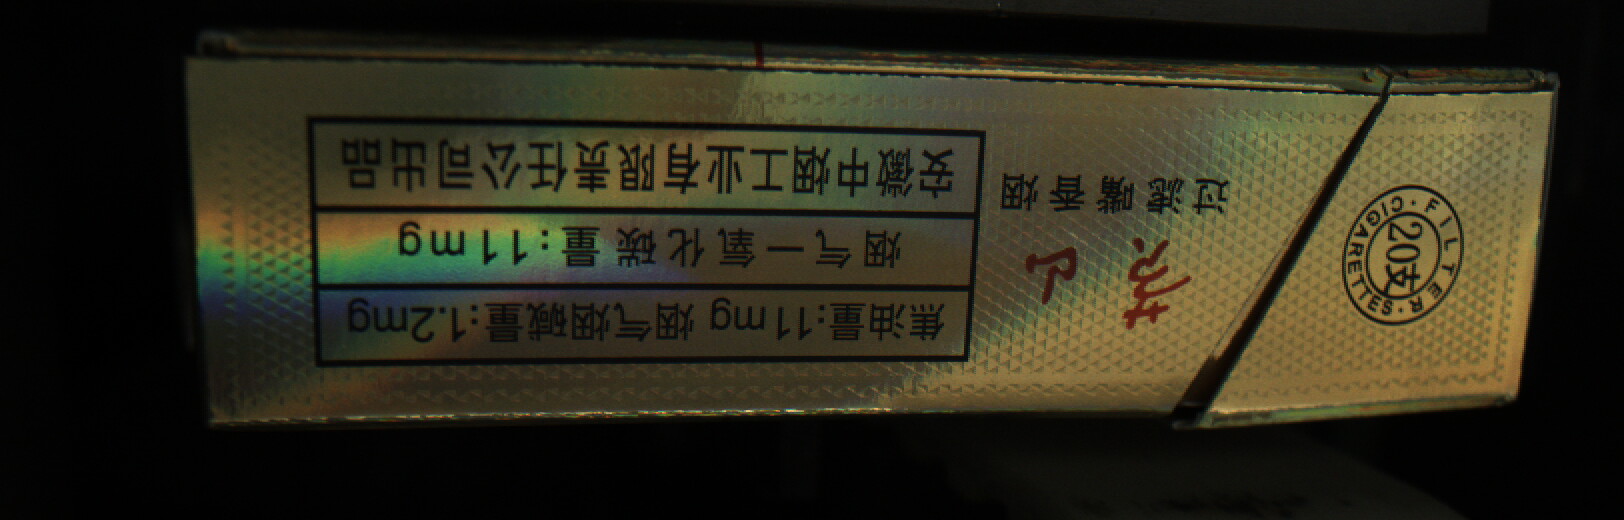 FILTER · CIGARETTES ·
20支
黄山
过滤嘴香烟
焦油量:11mg 烟气烟碱量:1.2mg
烟气一氧化碳量:11mg
安徽中烟工业有限责任公司出品